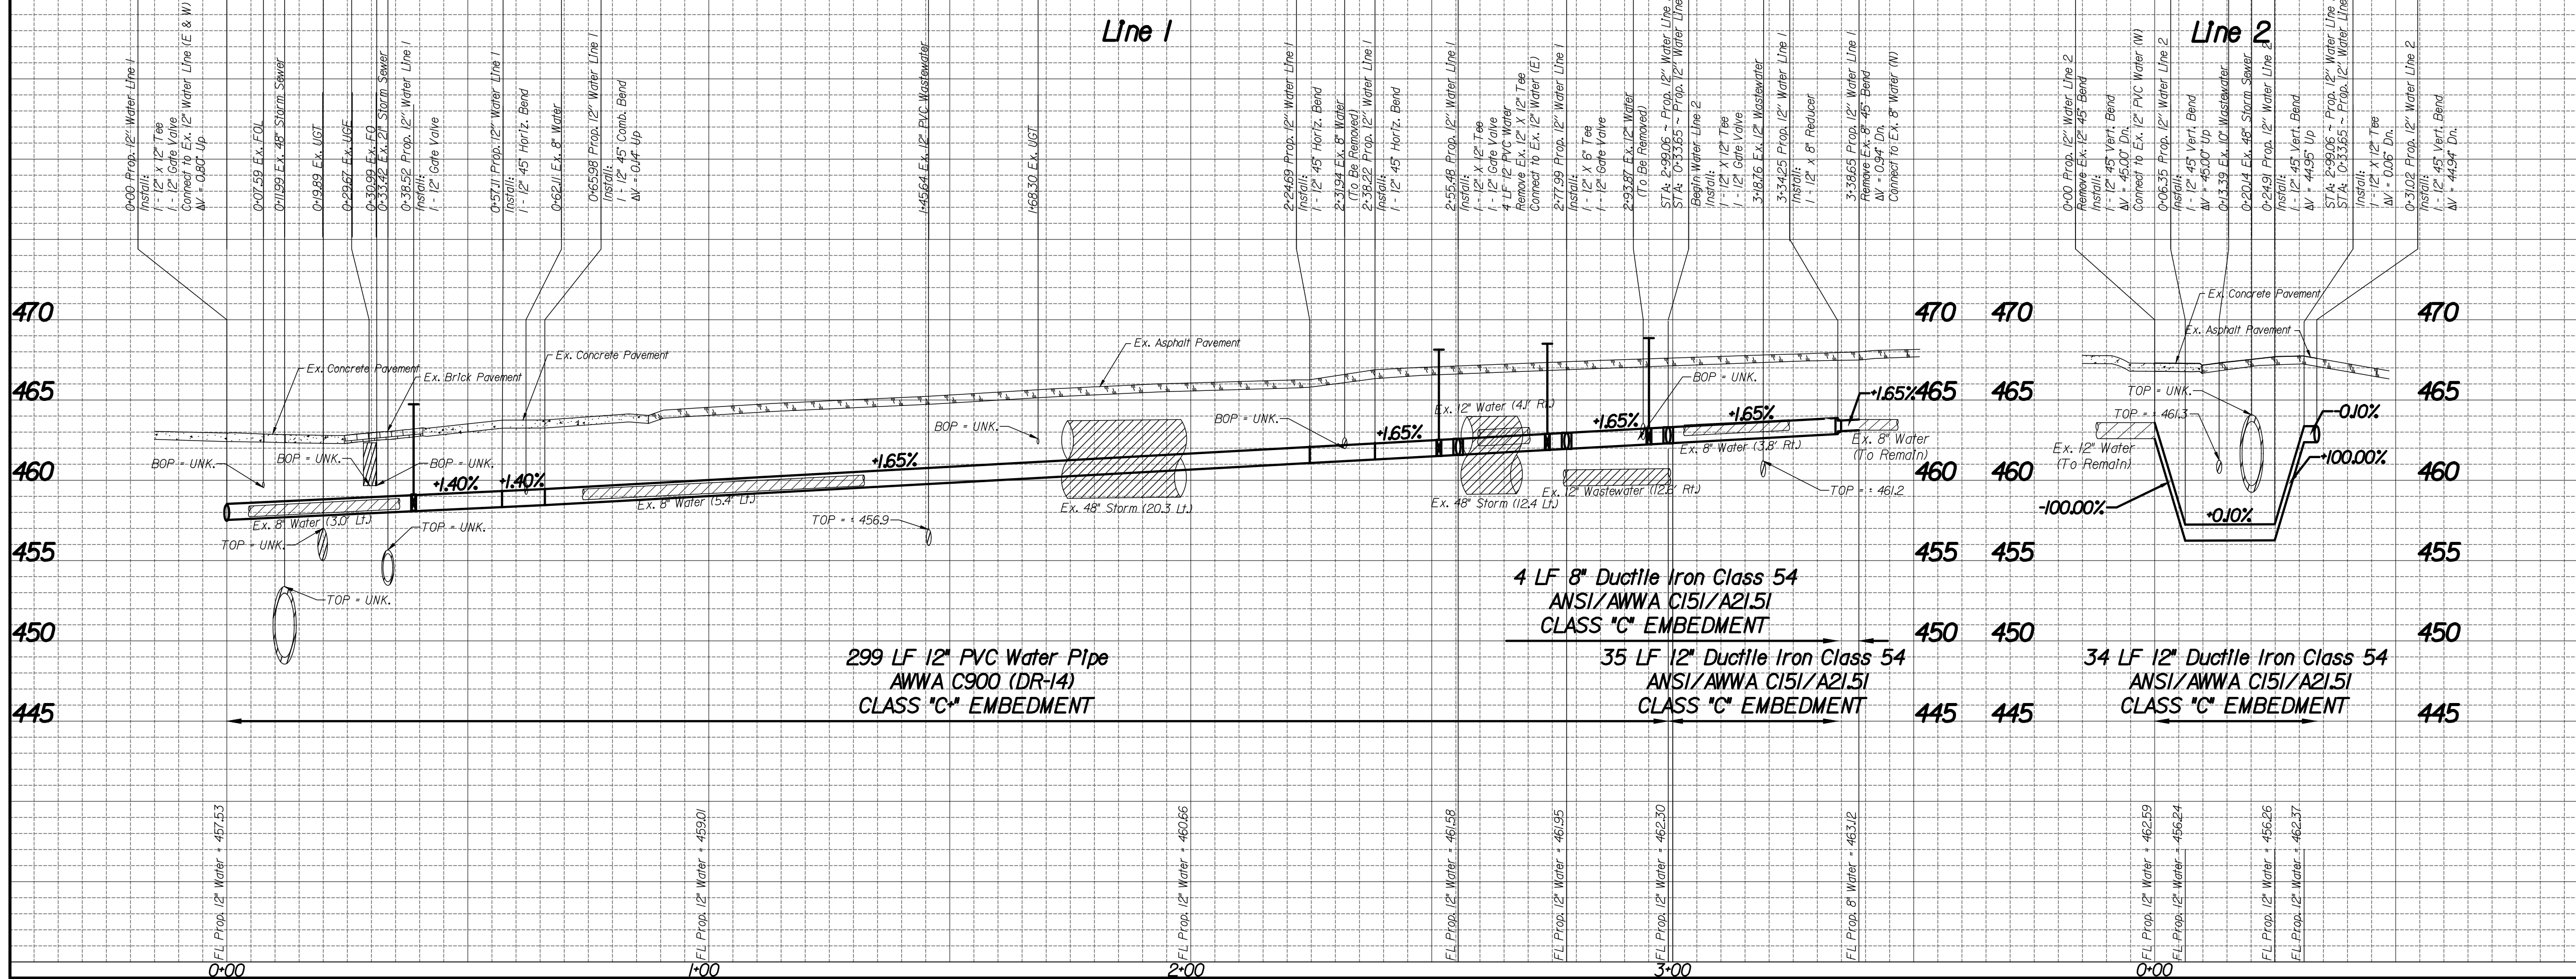 Line 1
0+00 Prop. 12" Water Line 1
Install:
1 - 12" X 12" Tee
1 - 12" Gate Valve
Connect to Ex. 12" Water Line (E & W)
ΔV = 0.80° Up
0+07.59 Ex. FOL
0+11.99 Ex. 48" Storm Sewer
0+19.89 Ex. UGT
0+29.67 Ex. UGE
0+30.99 Ex. FO
0+33.42 Ex. 21" Storm Sewer
0+38.52 Prop. 12" Water Line 1
Install:
1 - 12" Gate Valve
0+57.11 Prop. 12" Water Line 1
Install:
1 - 12" 45° Horiz. Bend
0+62.11 Ex. 8" Water
0+65.98 Prop. 12" Water Line 1
Install:
1 - 12" 45° Comb. Bend
ΔV = 0.14° Up
1+45.64 Ex. 12" PVC Wastewater
1+68.30 Ex. UGT
2+24.69 Prop. 12" Water Line 1
Install:
1 - 12" 45° Horiz. Bend
2+31.94 Ex. 8" Water
(To Be Removed)
2+38.22 Prop. 12" Water Line 1
Install:
1 - 12" 45° Horiz. Bend
2+55.48 Prop. 12" Water Line 1
Install:
1 - 12" X 12" Tee
1 - 12" Gate Valve
4 LF 12" PVC Water
Remove Ex. 12" X 12" Tee
Connect to Ex. 12" Water (E)
2+77.99 Prop. 12" Water Line 1
Install:
1 - 12" X 6" Tee
1 - 12" Gate Valve
2+93.87 Ex. 12" Water
(To Be Removed)
STA: 2+99.06 ~ Prop. 12" Water Line
STA: 0+33.65 ~ Prop. 12" Water Line
Begin Water Line 2
Install:
1 - 12" X 12" Tee
1 - 12" Gate Valve
3+18.76 Ex. 12" Wastewater
3+34.25 Prop. 12" Water Line 1
Install:
1 - 12" x 8" Reducer
3+38.65 Prop. 12" Water Line 1
Remove Ex. 8" 45° Bend
ΔV = 0.94° Dn.
Connect to Ex. 8" Water (N)
470
465
460
455
450
445
Ex. Concrete Pavement
Ex. Brick Pavement
Ex. Concrete Pavement
Ex. Asphalt Pavement
BOP = UNK.
BOP = UNK.
BOP = UNK.
BOP = UNK.
BOP = UNK.
BOP = UNK.
+1.40%
+1.40%
+1.65%
+1.65%
+1.65%
+1.65%
+1.65%
Ex. 8" Water (3.0' Lt.)
Ex. 8" Water (5.4' Lt.)
Ex. 48" Storm (20.3 Lt.)
Ex. 12" Water (4.1' Rt.)
Ex. 48" Storm (12.4 Lt.)
Ex. 12" Wastewater (12.6' Rt.)
Ex. 8" Water (3.8' Rt.)
Ex. 8" Water
(To Remain)
TOP = UNK.
TOP = UNK.
TOP = UNK.
TOP = ± 456.9
TOP = ± 461.2
299 LF 12" PVC Water Pipe
AWWA C900 (DR-14)
CLASS "C+" EMBEDMENT
4 LF 8" Ductile Iron Class 54
ANSI/AWWA C151/A21.51
CLASS "C" EMBEDMENT
35 LF 12" Ductile Iron Class 54
ANSI/AWWA C151/A21.51
CLASS "C" EMBEDMENT
470
465
460
455
450
445
FL Prop. 12" Water = 457.53
FL Prop. 12" Water = 459.01
FL Prop. 12" Water = 460.66
FL Prop. 12" Water = 461.58
FL Prop. 12" Water = 461.95
FL Prop. 12" Water = 462.30
FL Prop. 8" Water = 463.12
0+00
1+00
2+00
3+00
Line 2
0+00 Prop. 12" Water Line 2
Remove Ex. 12" 45° Bend
Install:
1 - 12" 45° Vert. Bend
ΔV = 45.00° Dn.
Connect to Ex. 12" PVC Water (W)
0+06.35 Prop. 12" Water Line 2
Install:
1 - 12" 45° Vert. Bend
ΔV = 45.00° Up
0+13.39 Ex. 10" Wastewater
0+20.14 Ex. 48" Storm Sewer
0+24.91 Prop. 12" Water Line 2
Install:
1 - 12" 45° Vert. Bend
ΔV = 44.95° Up
STA: 2+99.06 ~ Prop. 12" Water Line
STA: 0+33.65 ~ Prop. 12" Water Line
Install:
1 - 12" X 12" Tee
ΔV = 0.06° Dn.
0+31.02 Prop. 12" Water Line 2
Install:
1 - 12" 45° Vert. Bend
ΔV = 44.94° Dn.
470
465
460
455
450
445
Ex. Concrete Pavement
Ex. Asphalt Pavement
TOP = UNK.
TOP = ± 461.3
Ex. 12" Water
(To Remain)
-0.10%
+100.00%
-100.00%
+0.10%
34 LF 12" Ductile Iron Class 54
ANSI/AWWA C151/A21.51
CLASS "C" EMBEDMENT
470
465
460
455
450
445
FL Prop. 12" Water = 462.59
FL Prop. 12" Water = 456.24
FL Prop. 12" Water = 456.26
FL Prop. 12" Water = 462.37
0+00